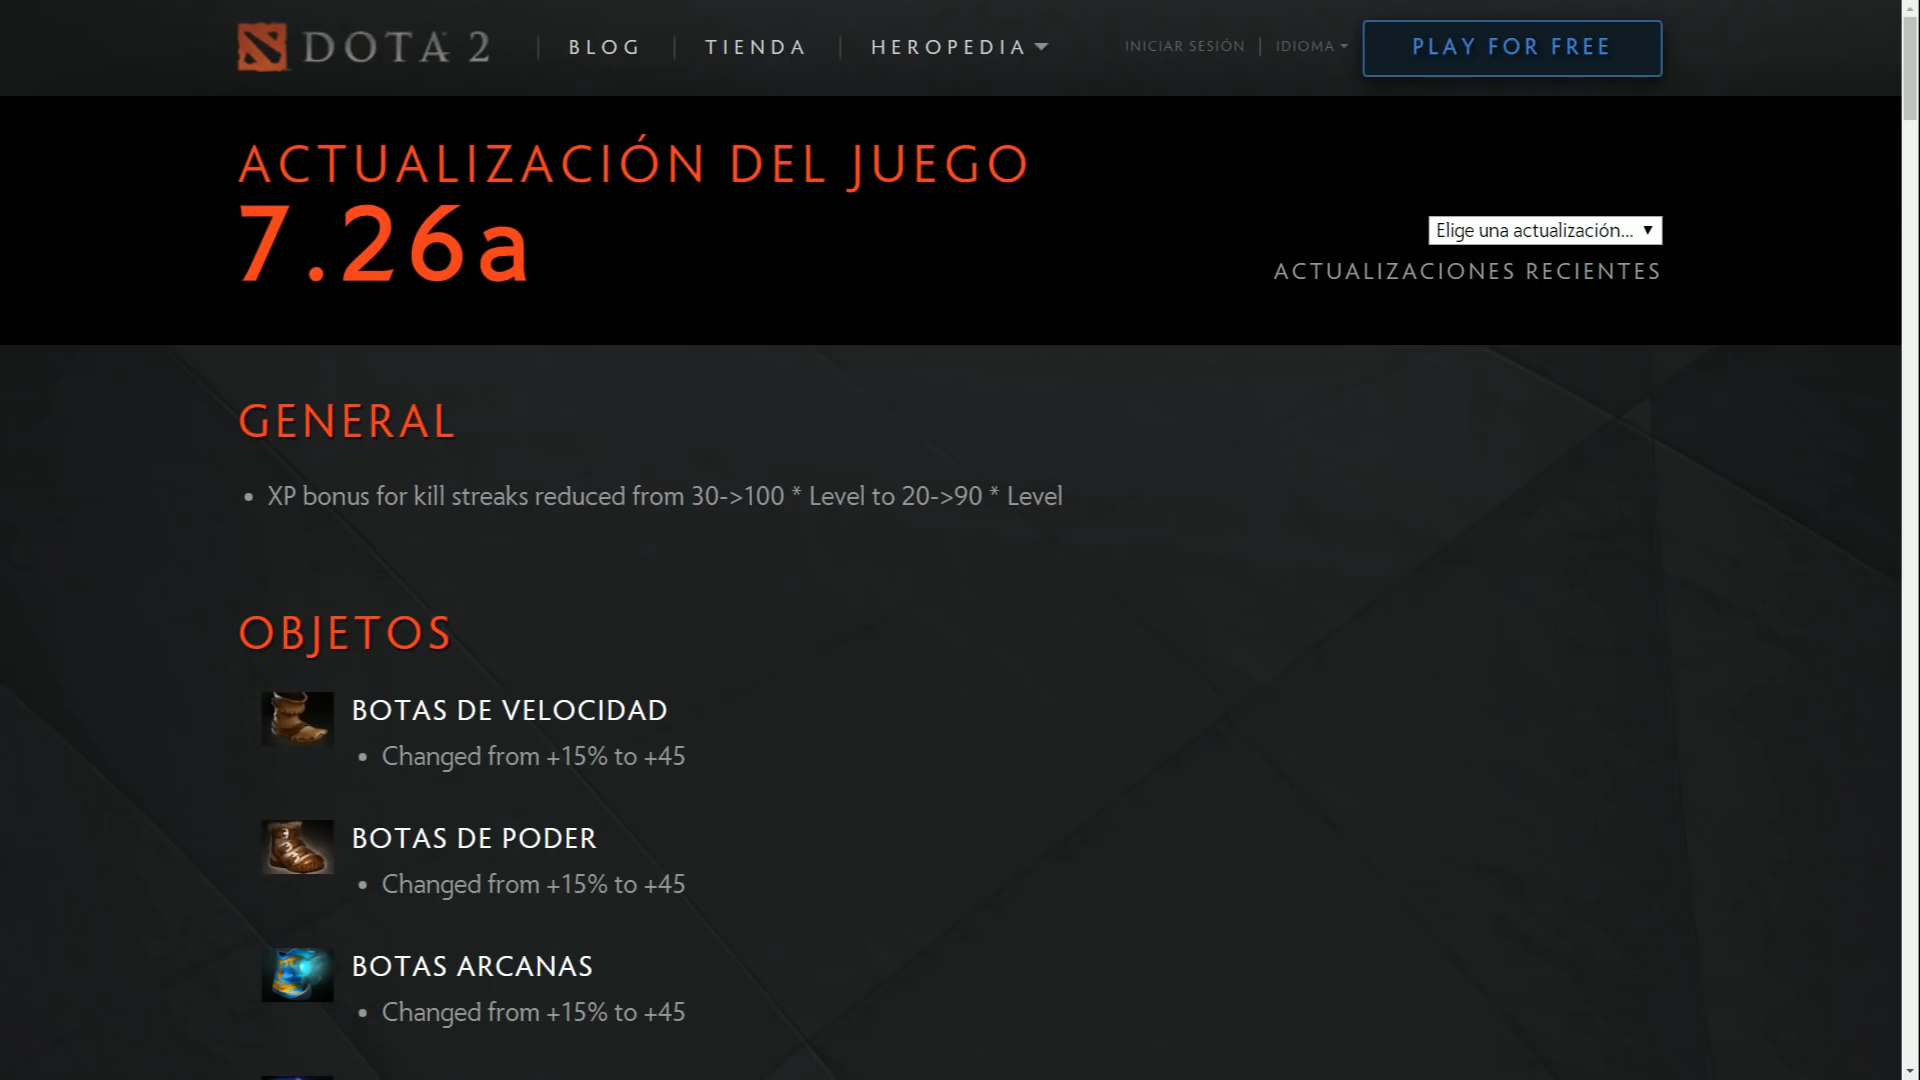 DOTA 2
BLOG
TIENDA
HEROPEDIA
INICIAR SESIÓN
IDIOMA
PLAY FOR FREE
ACTUALIZACIÓN DEL JUEGO
7.26a
Elige una actualización...
ACTUALIZACIONES RECIENTES
GENERAL
• XP bonus for kill streaks reduced from 30->100 * Level to 20->90 * Level
OBJETOS
BOTAS DE VELOCIDAD
• Changed from +15% to +45
BOTAS DE PODER
• Changed from +15% to +45
BOTAS ARCANAS
• Changed from +15% to +45